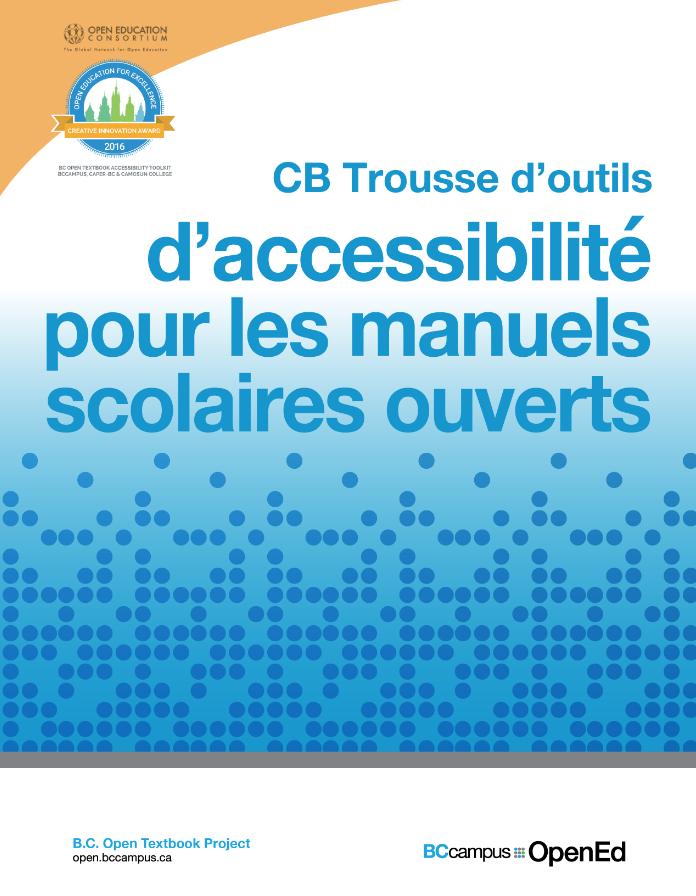 OPEN EDUCATION
CONSORTIUM
The Global Network for Open Education
OPEN EDUCATION FOR EXCELLENCE
CREATIVE INNOVATION AWARD
2016
BC OPEN TEXTBOOK ACCESSIBILITY TOOLKIT
BCCAMPUS, CAPER-BC & CAMOSUN COLLEGE
CB Trousse d’outils
d’accessibilité
pour les manuels
scolaires ouverts
B.C. Open Textbook Project
open.bccampus.ca
BCcampus OpenEd